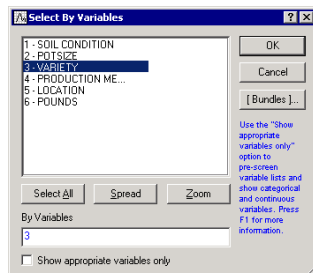 Select By Variables
1 - SOIL CONDITION
2 - POTSIZE
3 - VARIETY
4 - PRODUCTION ME...
5 - LOCATION
6 - POUNDS
OK
Cancel
[ Bundles ]...
Use the "Show
appropriate
variables only"
option to
pre-screen
variable lists and
show categorical
and continuous
variables. Press
F1 for more
information.
Select All
Spread
Zoom
By Variables
3
Show appropriate variables only